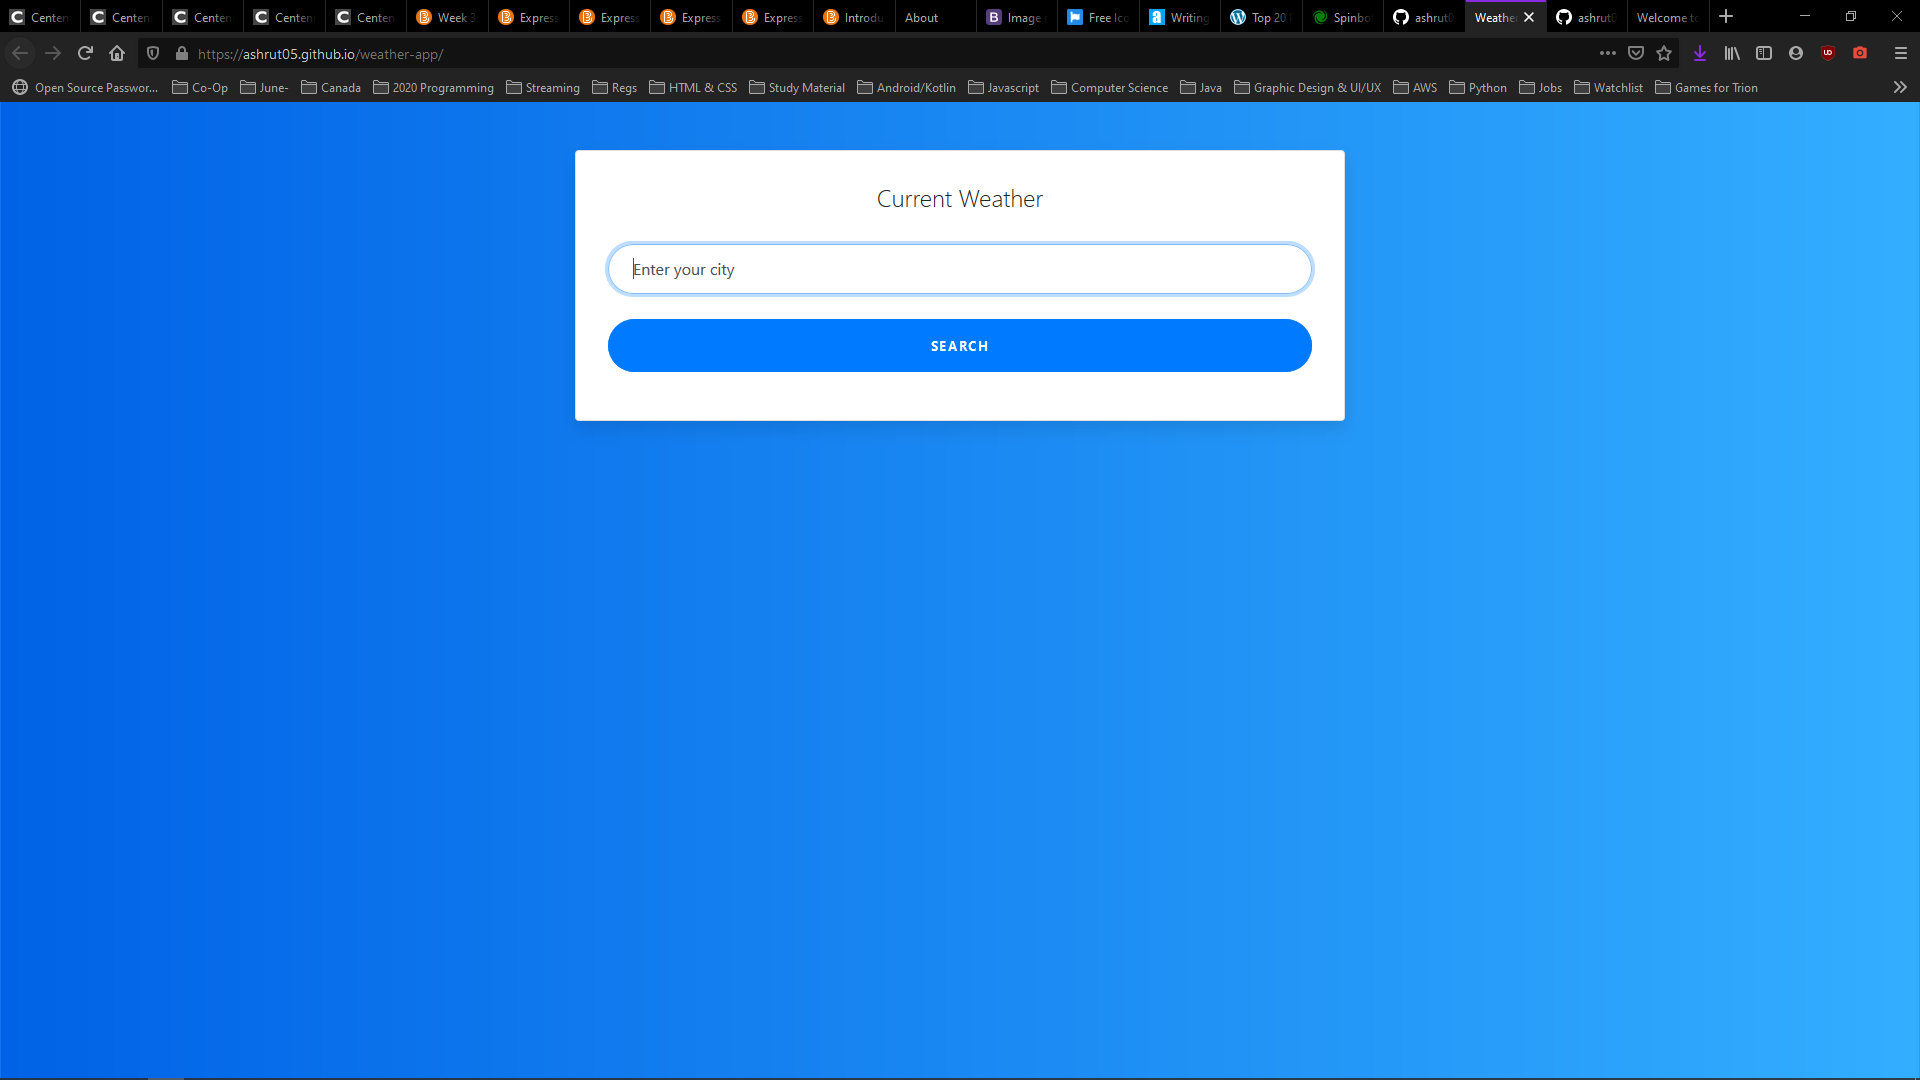 Centen Centen Centen Centen Centen Week 3 Express Express Express Express Introdu About Image Free Ico Writing Top 20 Spinbo ashrut0 Weather ashrut0 Welcome to
https://ashrut05.github.io/weather-app/
Open Source Passwor... Co-Op June- Canada 2020 Programming Streaming Regs HTML & CSS Study Material Android/Kotlin Javascript Computer Science Java Graphic Design & UI/UX AWS Python Jobs Watchlist Games for Trion
Current Weather
Enter your city
SEARCH